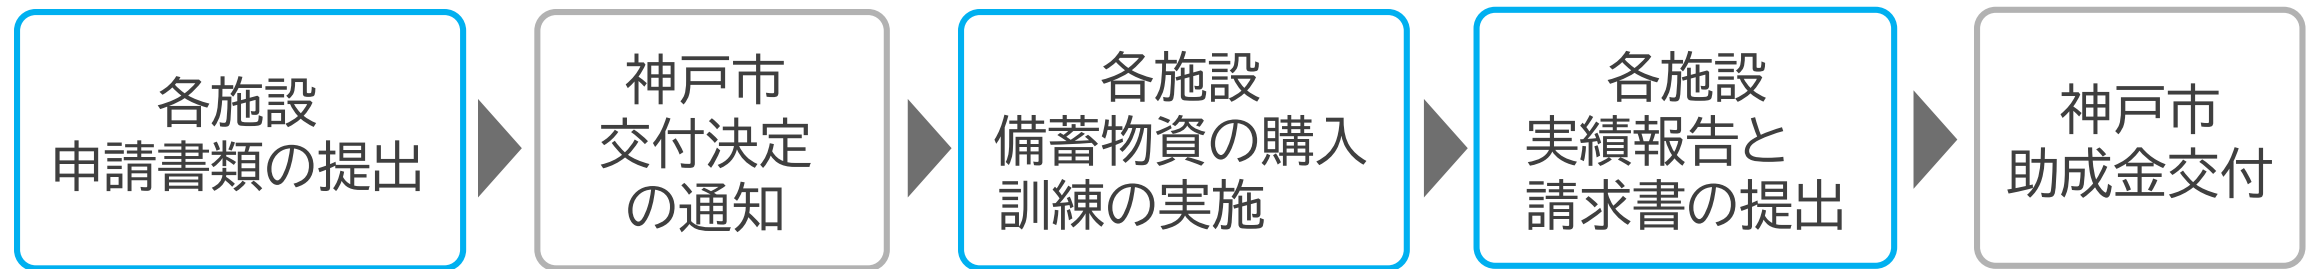 各施設
申請書類の提出
神戸市
交付決定
の通知
各施設
備蓄物資の購入
訓練の実施
各施設
実績報告と
請求書の提出
神戸市
助成金交付